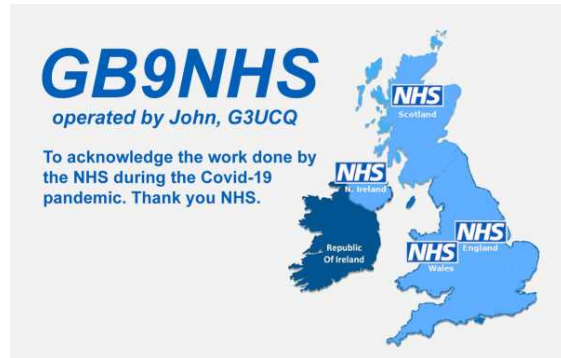 GB9NHS
operated by John, G3UCQ
To acknowledge the work done by
the NHS during the Covid-19
pandemic. Thank you NHS.
NHS
Scotland
NHS
N. Ireland
Republic
Of Ireland
NHS
England
NHS
Wales